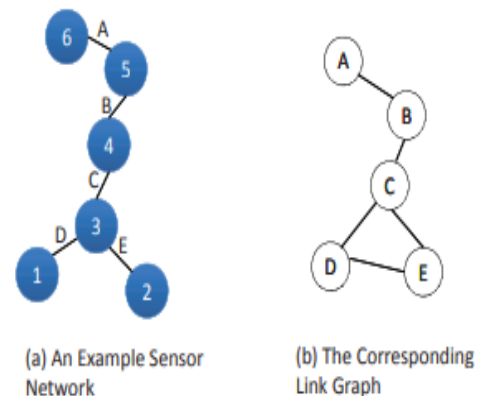 6
A
5
B
4
C
3
D
E
1
2
A
B
C
D
E
(a) An Example Sensor
Network
(b) The Corresponding
Link Graph